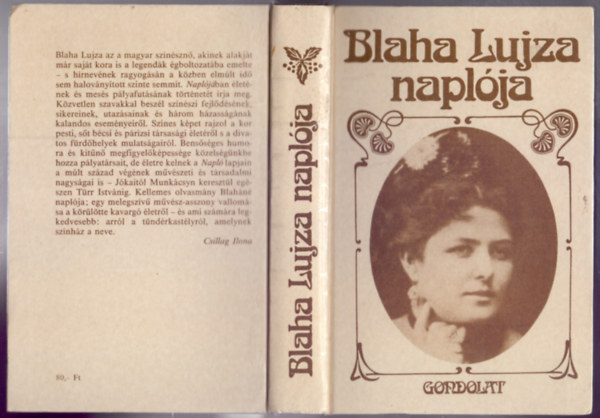 Blaha Lujza az a magyar színésznő, akinek alakját
már saját kora is a legendák égboltozatába emelte
– s hírnevének ragyogásán a közben elmúlt idő
sem halványított szinte semmit. Naplójában életé-
nek és mesés pályafutásának történetét írja meg.
Közvetlen szavakkal beszél színészi fejlődésének,
sikereinek, utazásainak és három házasságának
kalandos eseményeiről. Színes képet rajzol a kor
pesti, sőt bécsi és párizsi társasági életéről s a diva-
tos fürdőhelyek mulatságairól. Bensőséges humo-
ra és kitűnő megfigyelőképessége közelségünkbe
hozza pályatársait, de életre kelnek a Napló lapjain
a múlt század végének művészeti és társadalmi
nagyságai is – Jókaitól Munkácsyn keresztül egé-
szen Türr Istvánig. Kellemes olvasmány Blaháné
naplója; egy melegszívű művész-asszony vallomá-
sa a körülötte kavargó életről – és ami számára leg-
kedvesebb: arról a tündérkastélyról, amelynek
színház a neve.
Csillag Ilona
80,– Ft
Blaha Lujza naplója
Blaha Lujza
naplója
GONDOLAT